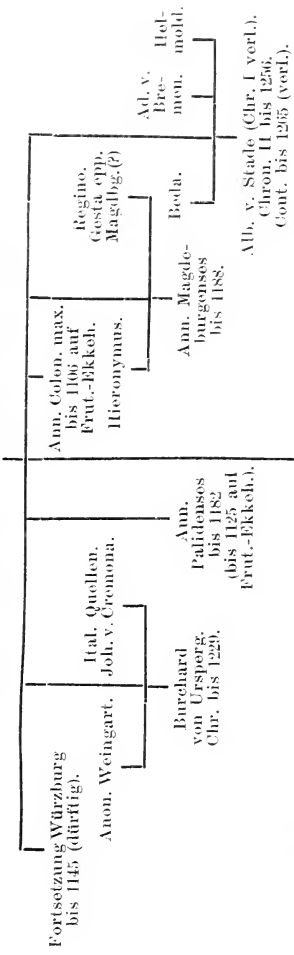 Fortsetzung Würzburg
bis 1145 (dürftig).
Anon. Weingart.
Ital. Quellen.
Joh. v. Cremona.
Burchard
von Ursperg.
Chr. bis 1229.
Ann.
Palidenses
bis 1182
(bis 1125 auf
Frut.-Ekkeh.).
Ann. Colon. max.
bis 1106 auf
Frut.-Ekkeh.
Hieronymus.
Regino.
Gesta epp.
Magdbg.(?)
Ann. Magde-
burgenses
bis 1188.
Beda.
Ad. v.
Bre-
men.
Hel-
mold.
Alb. v. Stade (Chr. I verl.).
Chron. II bis 1256.
Cont. bis 1265 (verl.).